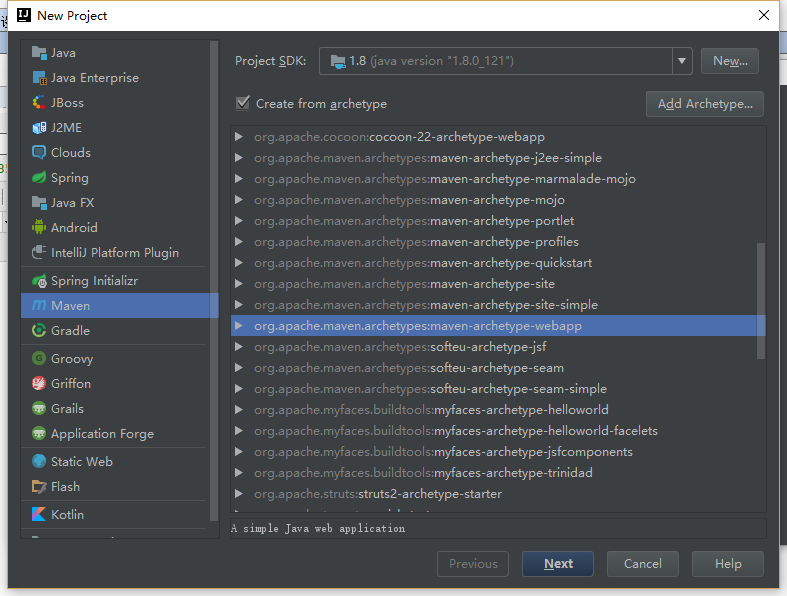 New Project
Java
Java Enterprise
JBoss
J2ME
Clouds
Spring
Java FX
Android
IntelliJ Platform Plugin
Spring Initializr
Maven
Gradle
Groovy
Griffon
Grails
Application Forge
Static Web
Flash
Kotlin
Project SDK: 1.8 (java version "1.8.0_121") New...
Create from archetype Add Archetype...
org.apache.cocoon:cocoon-22-archetype-webapp
org.apache.maven.archetypes:maven-archetype-j2ee-simple
org.apache.maven.archetypes:maven-archetype-marmalade-mojo
org.apache.maven.archetypes:maven-archetype-mojo
org.apache.maven.archetypes:maven-archetype-portlet
org.apache.maven.archetypes:maven-archetype-profiles
org.apache.maven.archetypes:maven-archetype-quickstart
org.apache.maven.archetypes:maven-archetype-site
org.apache.maven.archetypes:maven-archetype-site-simple
org.apache.maven.archetypes:maven-archetype-webapp
org.apache.maven.archetypes:softeu-archetype-jsf
org.apache.maven.archetypes:softeu-archetype-seam
org.apache.maven.archetypes:softeu-archetype-seam-simple
org.apache.myfaces.buildtools:myfaces-archetype-helloworld
org.apache.myfaces.buildtools:myfaces-archetype-helloworld-facelets
org.apache.myfaces.buildtools:myfaces-archetype-jsfcomponents
org.apache.myfaces.buildtools:myfaces-archetype-trinidad
org.apache.struts:struts2-archetype-starter
A simple Java web application
Previous Next Cancel Help